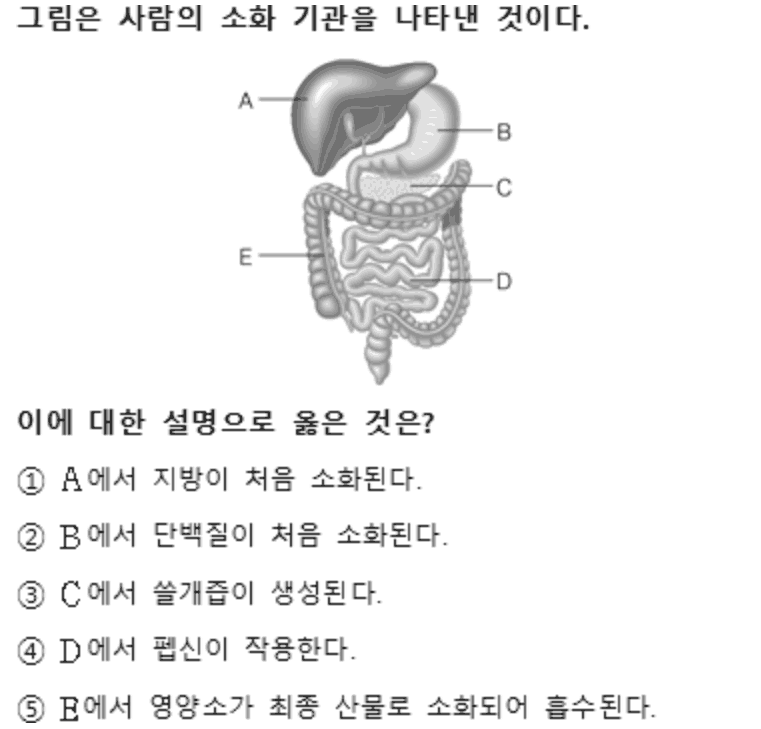 그림은 사람의 소화 기관을 나타낸 것이다.
A
B
C
E
D
이에 대한 설명으로 옳은 것은?
① A에서 지방이 처음 소화된다.
② B에서 단백질이 처음 소화된다.
③ C에서 쓸개즙이 생성된다.
④ D에서 펩신이 작용한다.
⑤ E에서 영양소가 최종 산물로 소화되어 흡수된다.